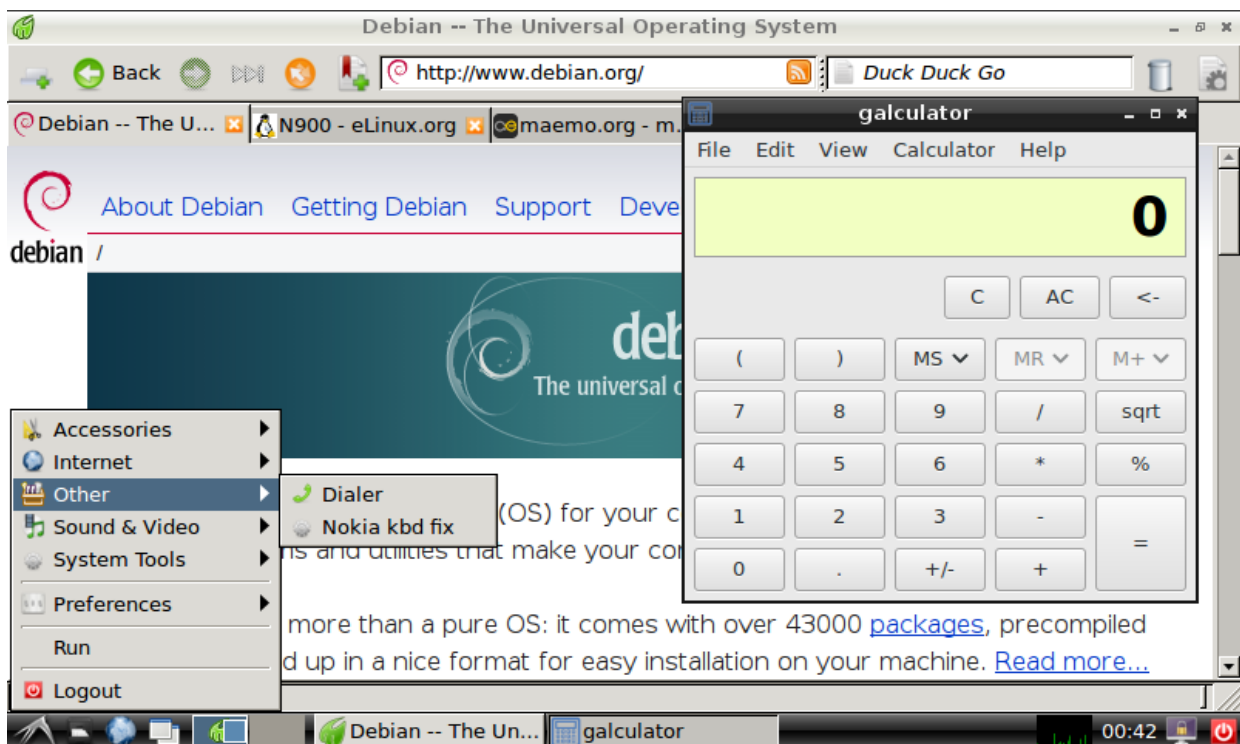 Debian -- The Universal Operating System
Back
http://www.debian.org/
Duck Duck Go
Debian -- The U...
N900 - eLinux.org
maemo.org - m.
galculator
File Edit View Calculator Help
0
C AC <-
( ) MS MR M+
7 8 9 / sqrt
4 5 6 * %
1 2 3 - =
0 . +/- +
debian
About Debian Getting Debian Support Deve
/
deb
The universal o
(OS) for your c
ns and utilities that make your co
more than a pure OS: it comes with over 43000 packages, precompiled
d up in a nice format for easy installation on your machine. Read more...
Accessories
Internet
Other
Sound & Video
System Tools
Preferences
Run
Logout
Dialer
Nokia kbd fix
Debian -- The Un...
galculator
00:42